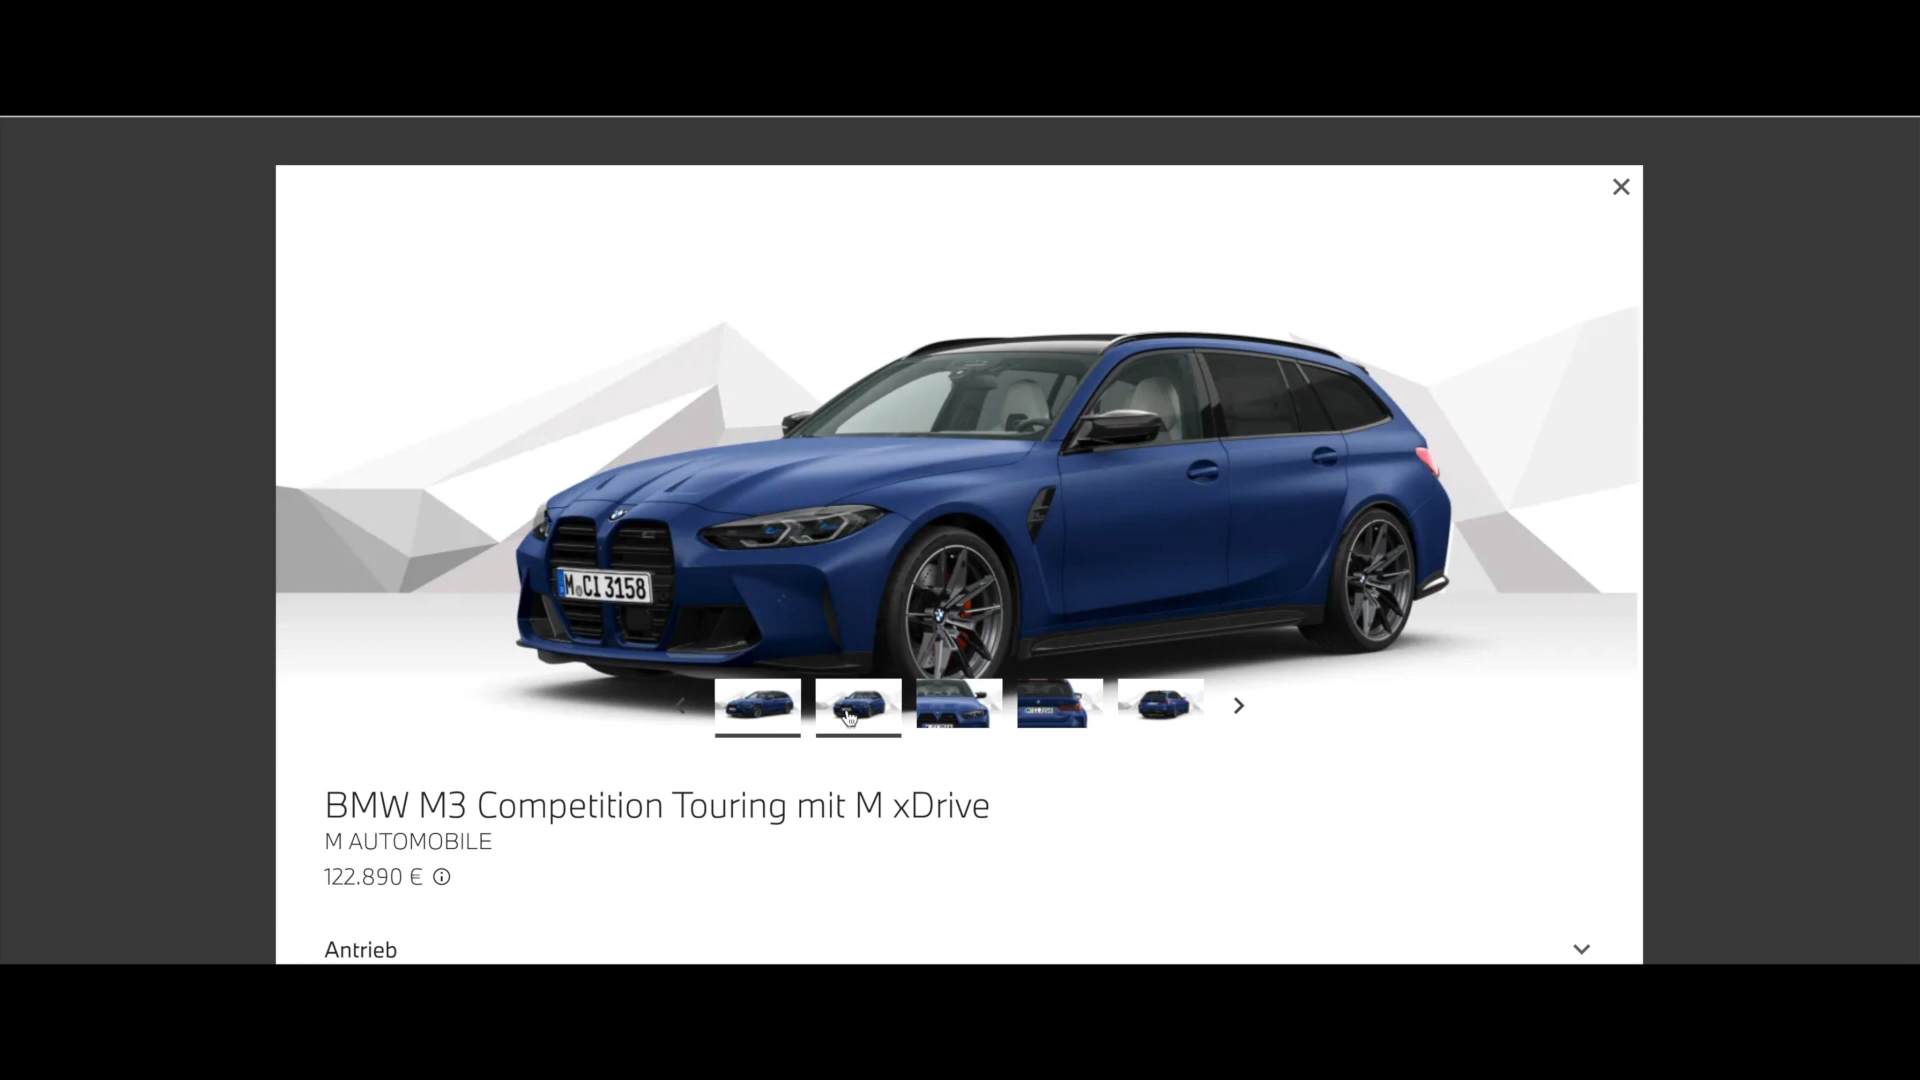 M CI 3158
BMW M3 Competition Touring mit M xDrive
M AUTOMOBILE
122.890 €
Antrieb